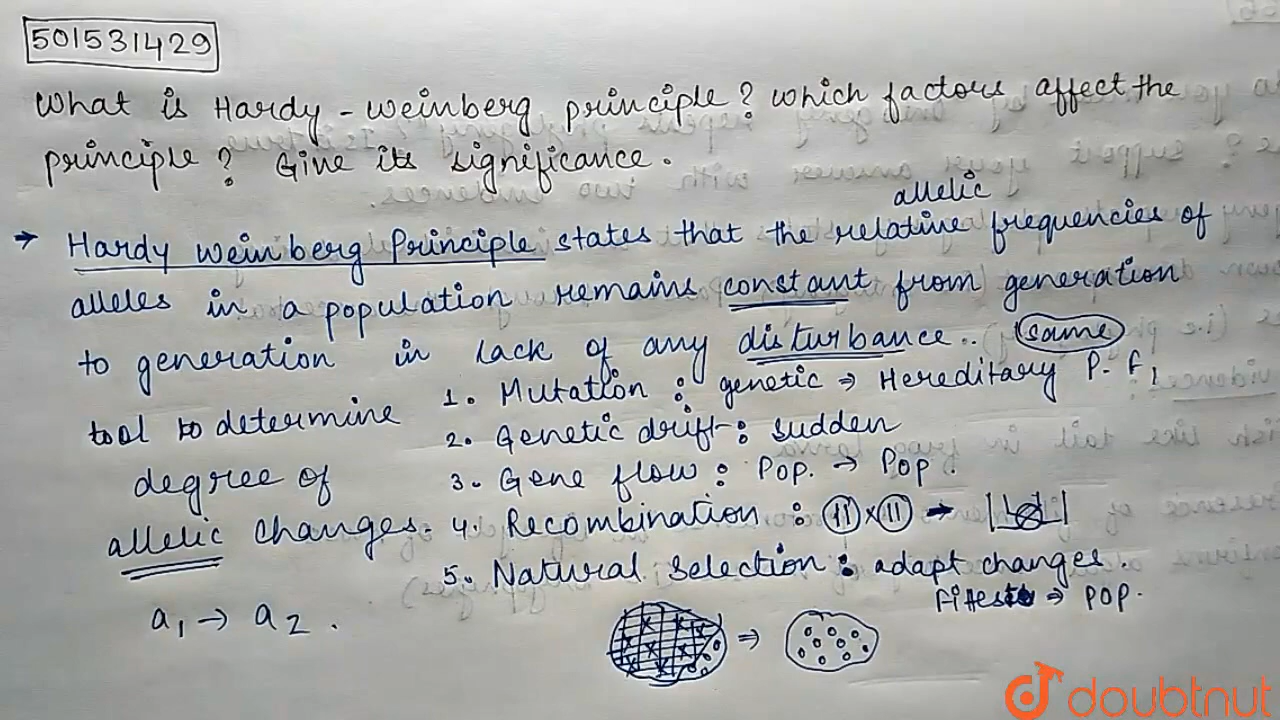 501531429
What is Hardy-Weinberg principle? Which factors affect the
principle? Give its significance.
allelic
→ Hardy Weinberg Principle states that the relative frequencies of
alleles in a population remains constant from generation
to generation in lack of any disturbance.. same
1. Mutation : genetic ⇒ Hereditary P. F1
tool to determine
2. Genetic drift-: sudden
degree of
3. Gene flow : Pop. → Pop.
allelic changes.
4. Recombination :
5. Natural selection : adapt changes.
Fittest ⇒ POP.
a1 → a2.
doubtnut